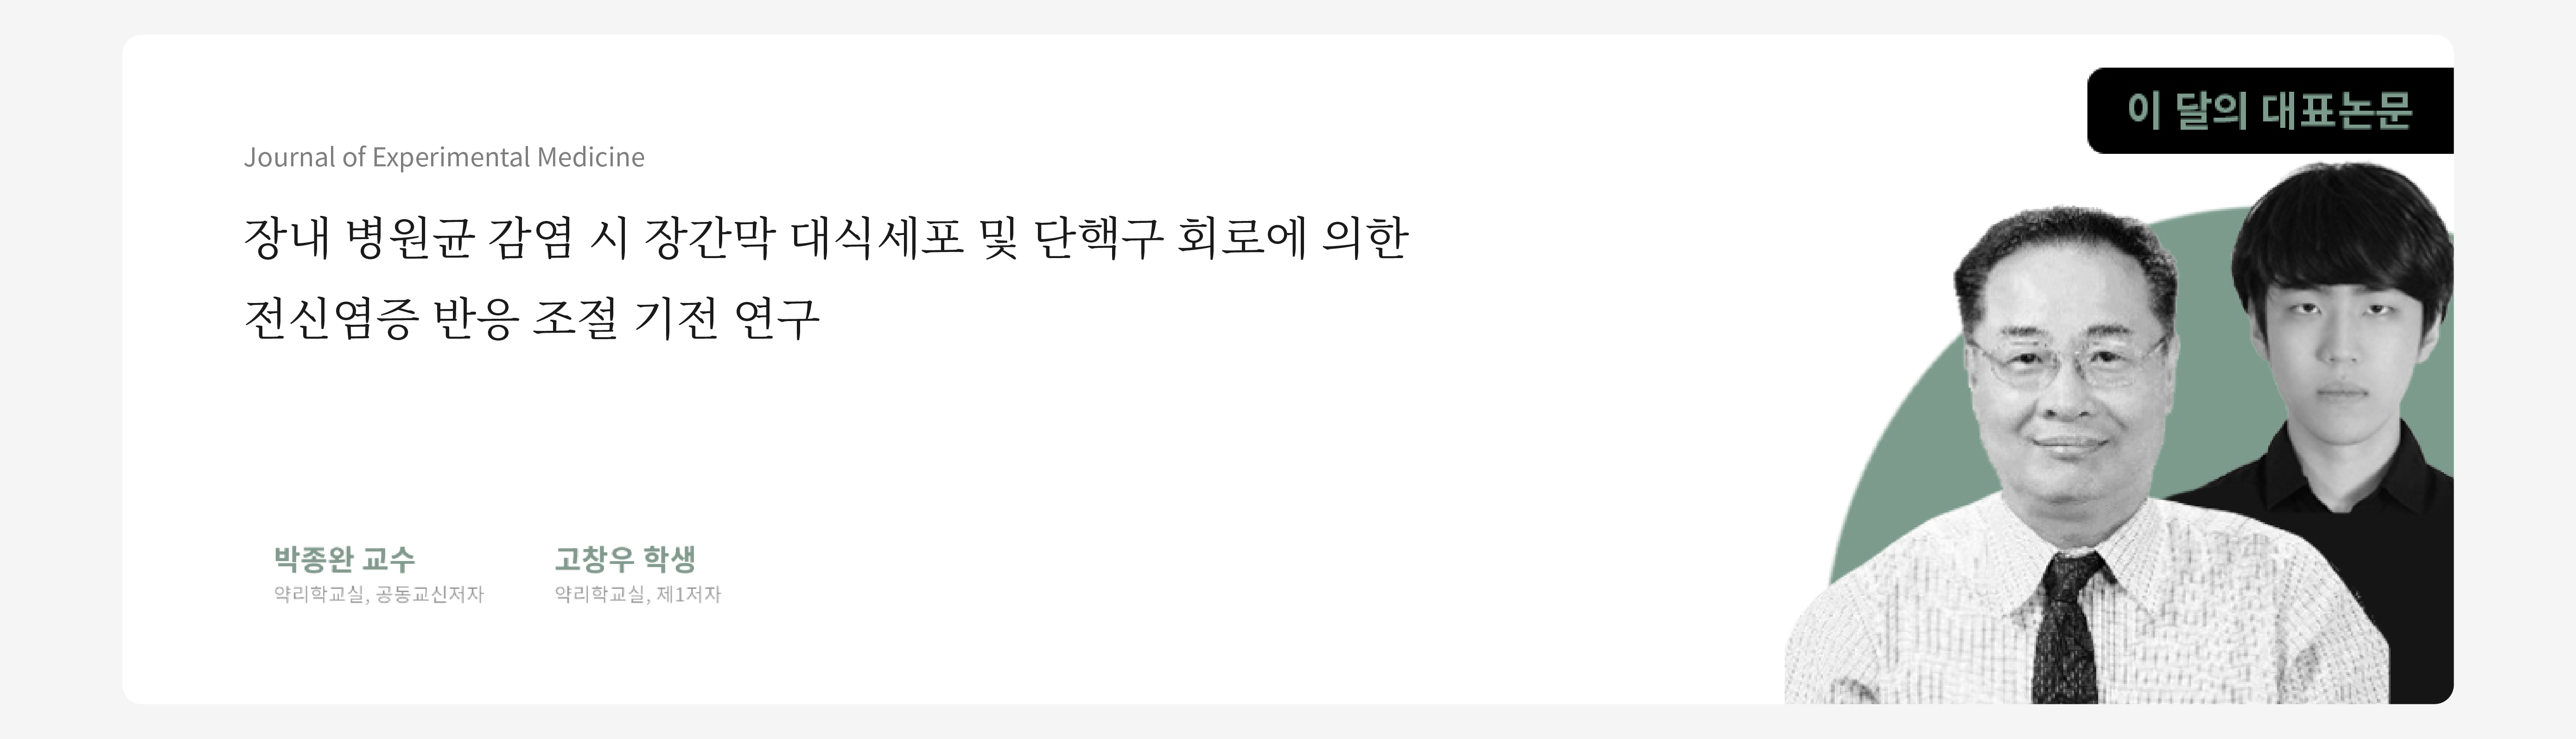 이 달의 대표논문
Journal of Experimental Medicine
장내 병원균 감염 시 장간막 대식세포 및 단핵구 회로에 의한
전신염증 반응 조절 기전 연구
박종완 교수
약리학교실, 공동교신저자
고창우 학생
약리학교실, 제1저자